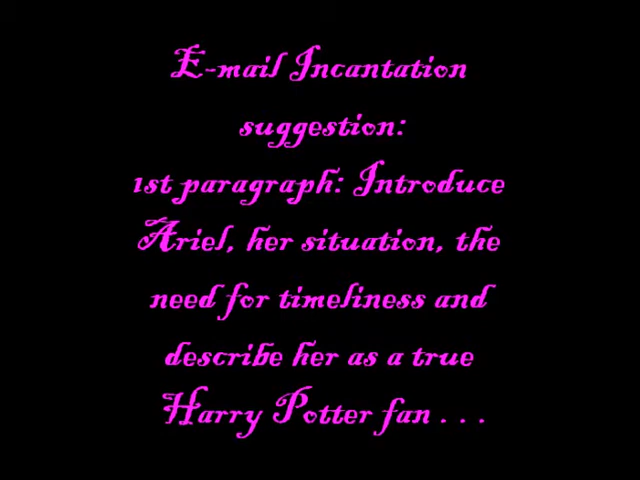 E-mail Incantation
suggestion:
1st paragraph: Introduce
Ariel, her situation, the
need for timeliness and
describe her as a true
Harry Potter fan . . .